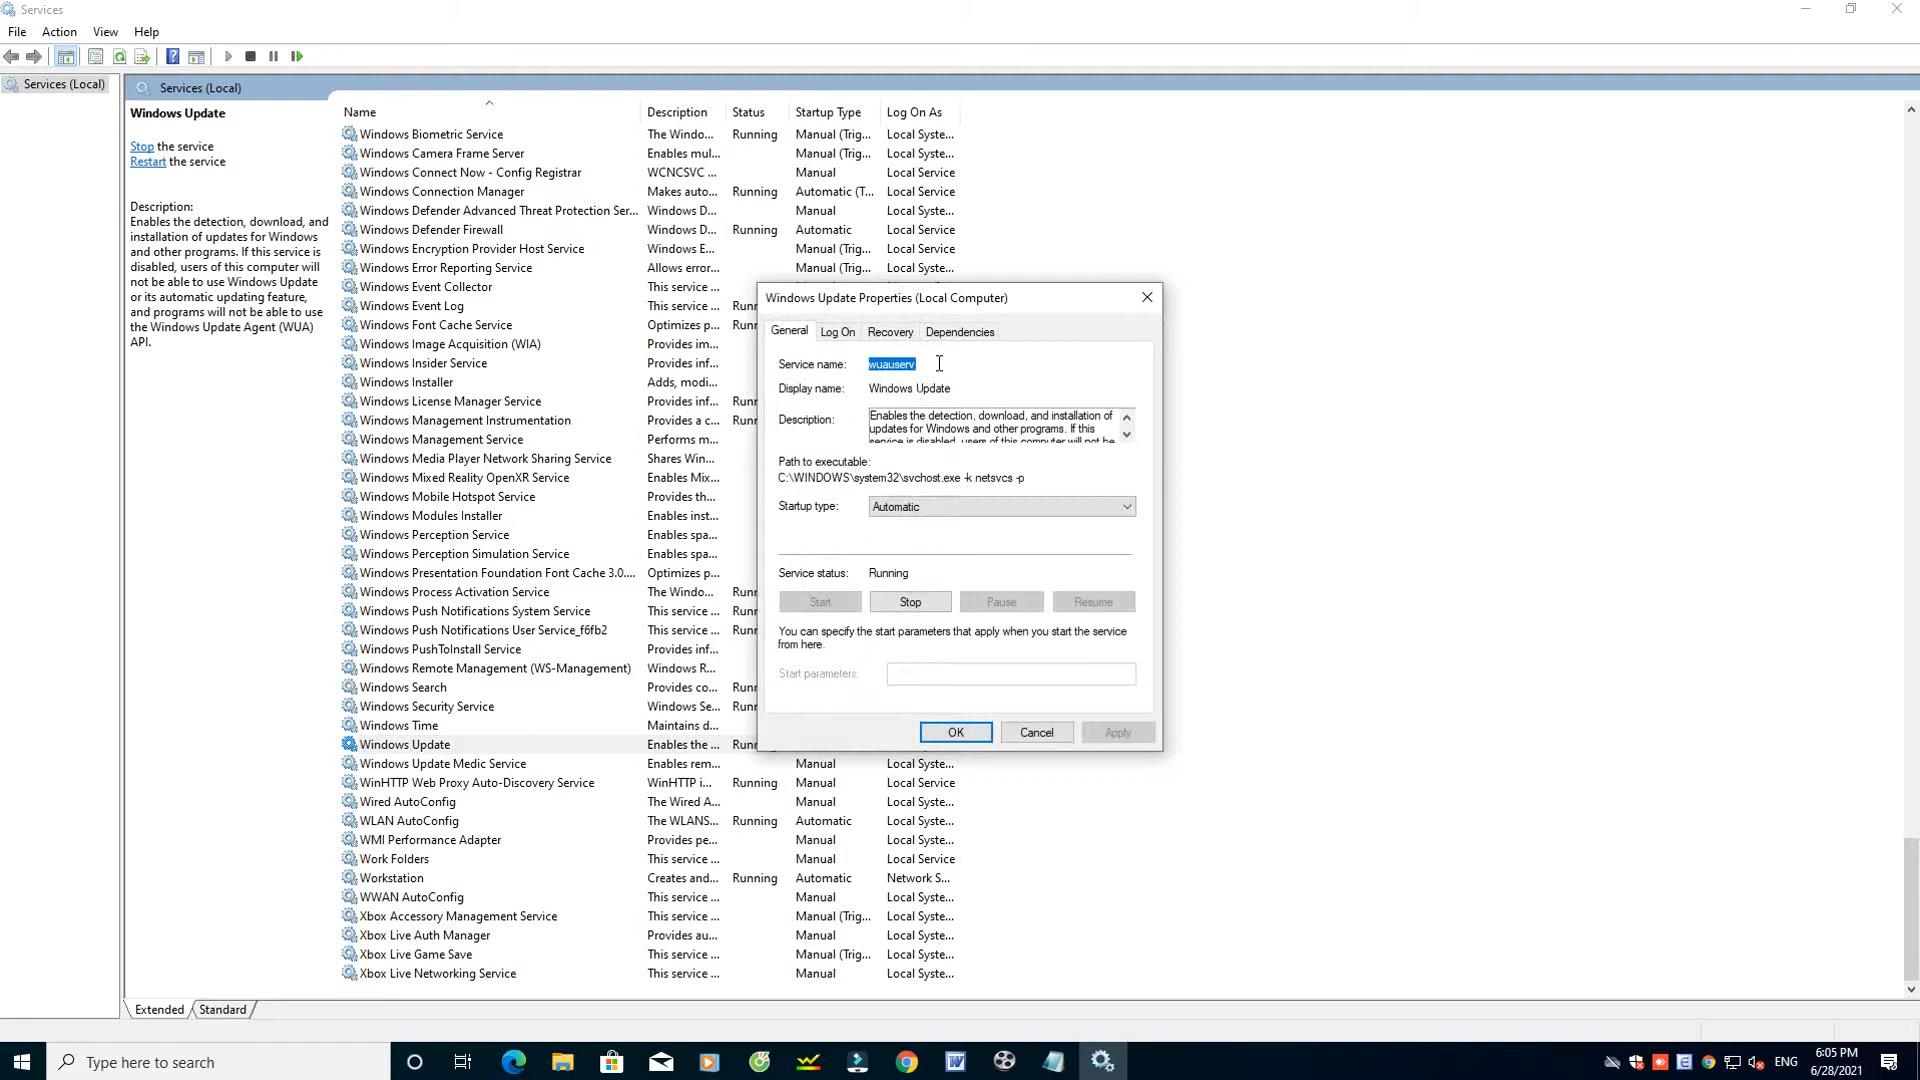 Services
File Action View Help
Services (Local)
Services (Local)
Windows Update
Stop the service
Restart the service
Description:
Enables the detection, download, and
installation of updates for Windows
and other programs. If this service is
disabled, users of this computer will
not be able to use Windows Update
or its automatic updating feature,
and programs will not be able to use
the Windows Update Agent (WUA)
API.
Name Description Status Startup Type Log On As
Windows Biometric Service The Windo... Running Manual (Trig... Local Syste...
Windows Camera Frame Server Enables mul... Manual (Trig... Local Syste...
Windows Connect Now - Config Registrar WCNCSVC ... Manual Local Service
Windows Connection Manager Makes auto... Running Automatic (T... Local Service
Windows Defender Advanced Threat Protection Ser... Windows D... Manual Local Syste...
Windows Defender Firewall Windows D... Running Automatic Local Service
Windows Encryption Provider Host Service Windows E... Manual (Trig... Local Service
Windows Error Reporting Service Allows error... Manual (Trig... Local Syste...
Windows Event Collector This service ...
Windows Event Log This service ... Runr
Windows Font Cache Service Optimizes p... Runr
Windows Image Acquisition (WIA) Provides im...
Windows Insider Service Provides inf...
Windows Installer Adds, modi...
Windows License Manager Service Provides inf...
Windows Management Instrumentation Provides a c... Runr
Windows Management Service Performs m...
Windows Media Player Network Sharing Service Shares Win...
Windows Mixed Reality OpenXR Service Enables Mix...
Windows Mobile Hotspot Service Provides th...
Windows Modules Installer Enables inst...
Windows Perception Service Enables spa...
Windows Perception Simulation Service Enables spa...
Windows Presentation Foundation Font Cache 3.0.... Optimizes p...
Windows Process Activation Service The Windo... Runr
Windows Push Notifications System Service This service ... Runr
Windows Push Notifications User Service_f6fb2 This service ... Runr
Windows PushToInstall Service Provides inf...
Windows Remote Management (WS-Management) Windows R...
Windows Search Provides co... Runr
Windows Security Service Windows Se... Runr
Windows Time Maintains d...
Windows Update Enables the ... Runr
Windows Update Medic Service Enables rem... Manual Local Syste...
WinHTTP Web Proxy Auto-Discovery Service WinHTTP i... Running Manual Local Service
Wired AutoConfig The Wired A... Manual Local Syste...
WLAN AutoConfig The WLANS... Running Automatic Local Syste...
WMI Performance Adapter Provides pe... Manual Local Syste...
Work Folders This service ... Manual Local Service
Workstation Creates and... Running Automatic Network S...
WWAN AutoConfig This service ... Manual Local Syste...
Xbox Accessory Management Service This service ... Manual (Trig... Local Syste...
Xbox Live Auth Manager Provides au... Manual Local Syste...
Xbox Live Game Save This service ... Manual (Trig... Local Syste...
Xbox Live Networking Service This service ... Manual Local Syste...
Windows Update Properties (Local Computer)
General Log On Recovery Dependencies
Service name: wuauserv
Display name: Windows Update
Description: Enables the detection, download, and installation of
updates for Windows and other programs. If this
service is disabled, users of this computer will not be
Path to executable:
C:\WINDOWS\system32\svchost.exe -k netsvcs -p
Startup type: Automatic
Service status: Running
Start Stop Pause Resume
You can specify the start parameters that apply when you start the service
from here.
Start parameters:
OK Cancel Apply
Extended Standard
Type here to search
ENG
6:05 PM
6/28/2021